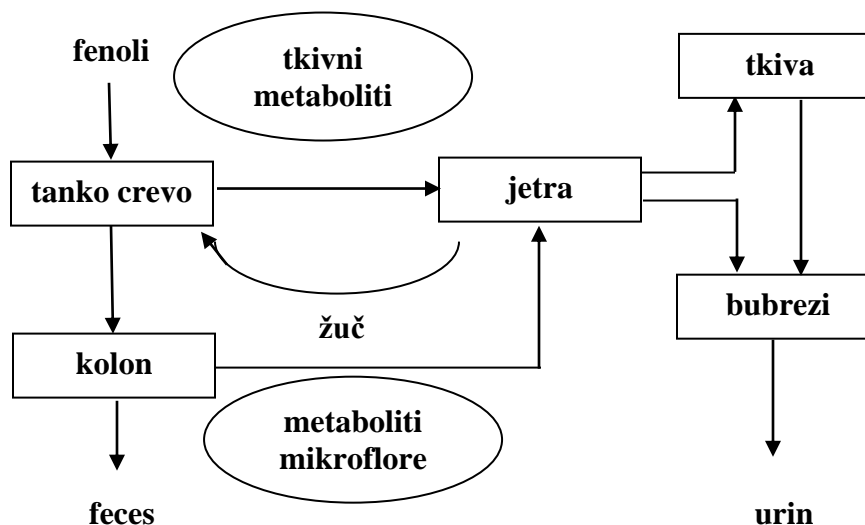 fenoli
tkivni
metaboliti
tkiva
tanko crevo
jetra
bubrezi
žuč
kolon
metaboliti
mikroflore
feces
urin